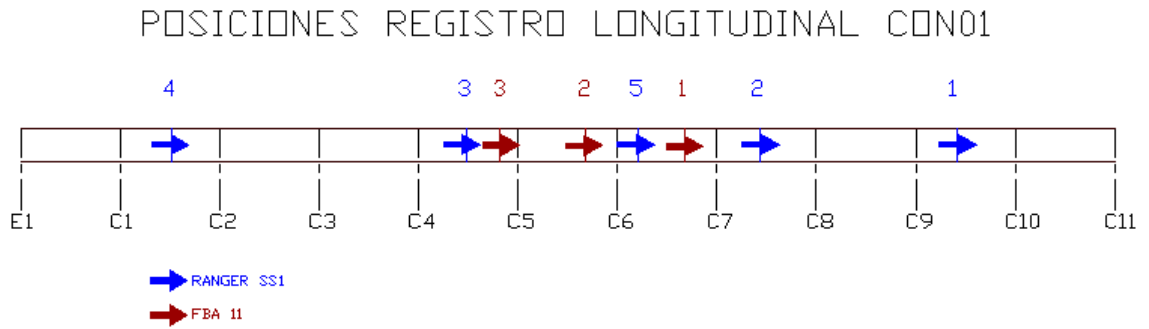 POSICIONES REGISTRO LONGITUDINAL CON01
4 3 3 2 5 1 2 1
E1 C1 C2 C3 C4 C5 C6 C7 C8 C9 C10 C11
RANGER SS1
FBA 11